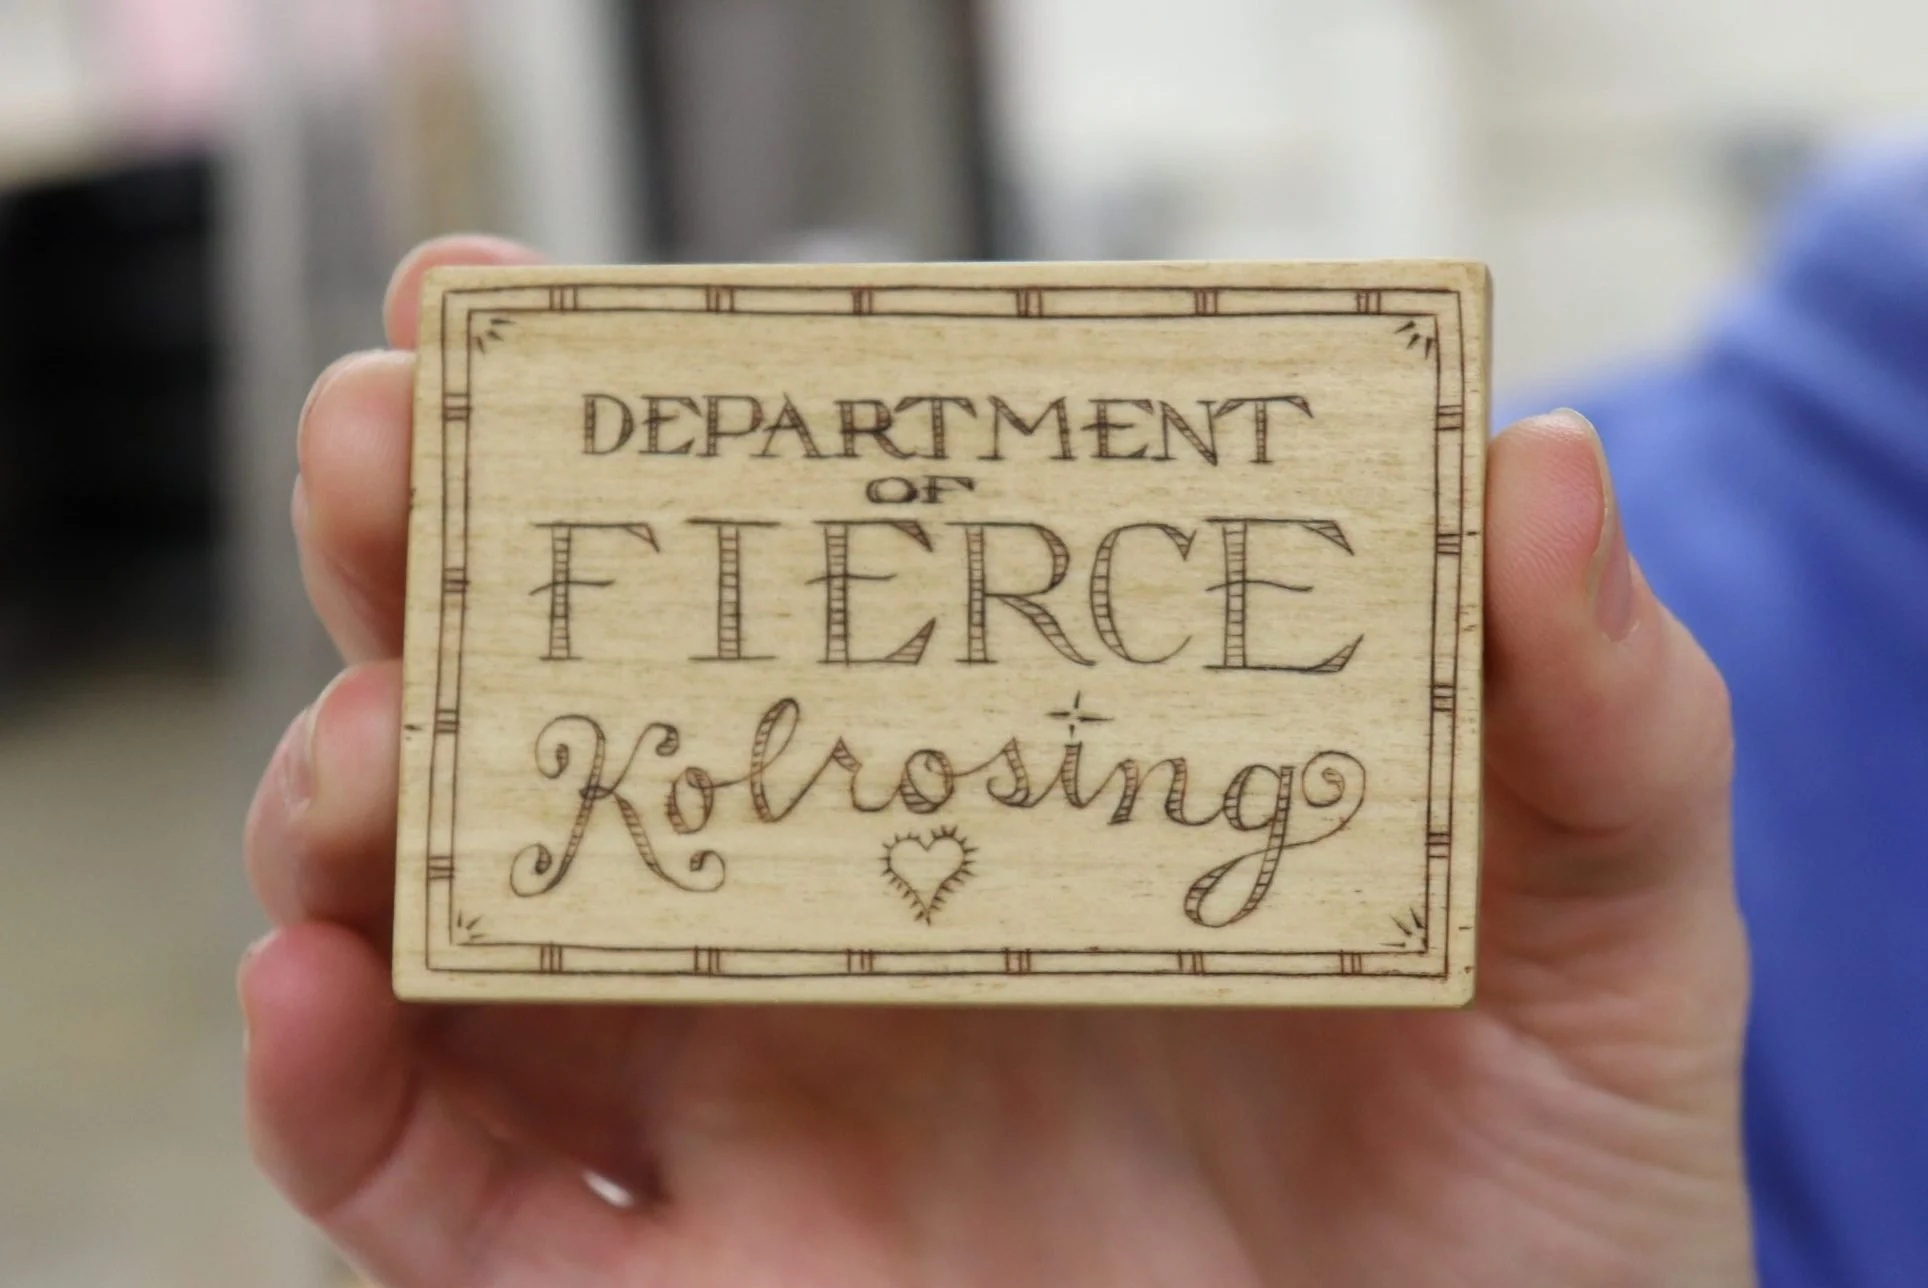 DEPARTMENT
OF
FIERCE
Kolrosing